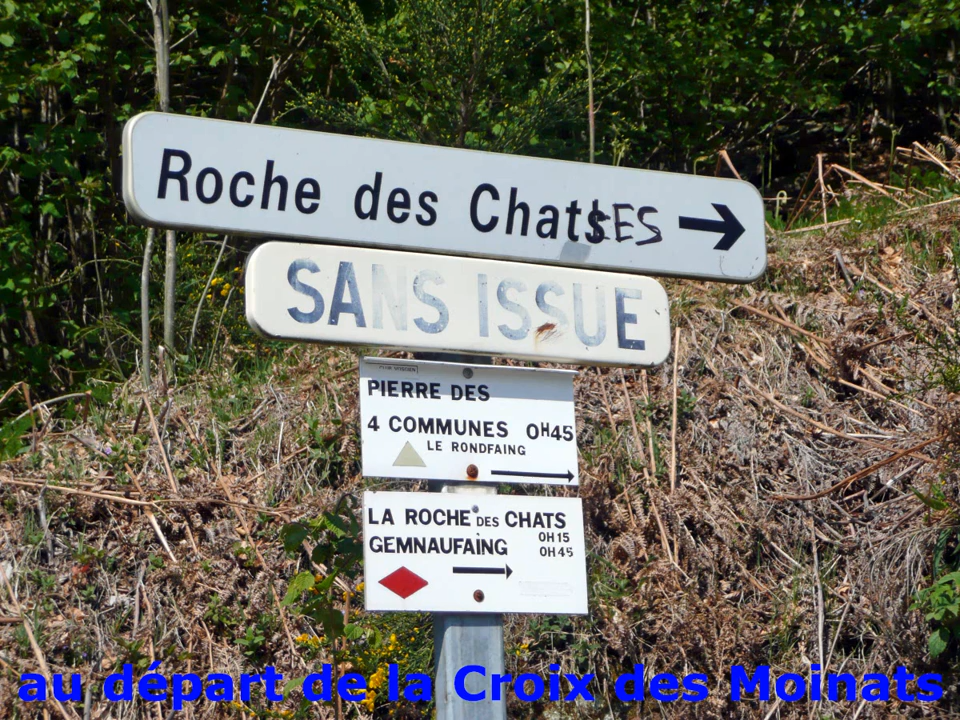 Roche des Chats LES →
SANS ISSUE
PIERRE DES
4 COMMUNES 0H45
LE RONDFAING
LA ROCHE DES CHATS
0H15
GEMNAUFAING
0H45
au départ de la Croix des Moinats